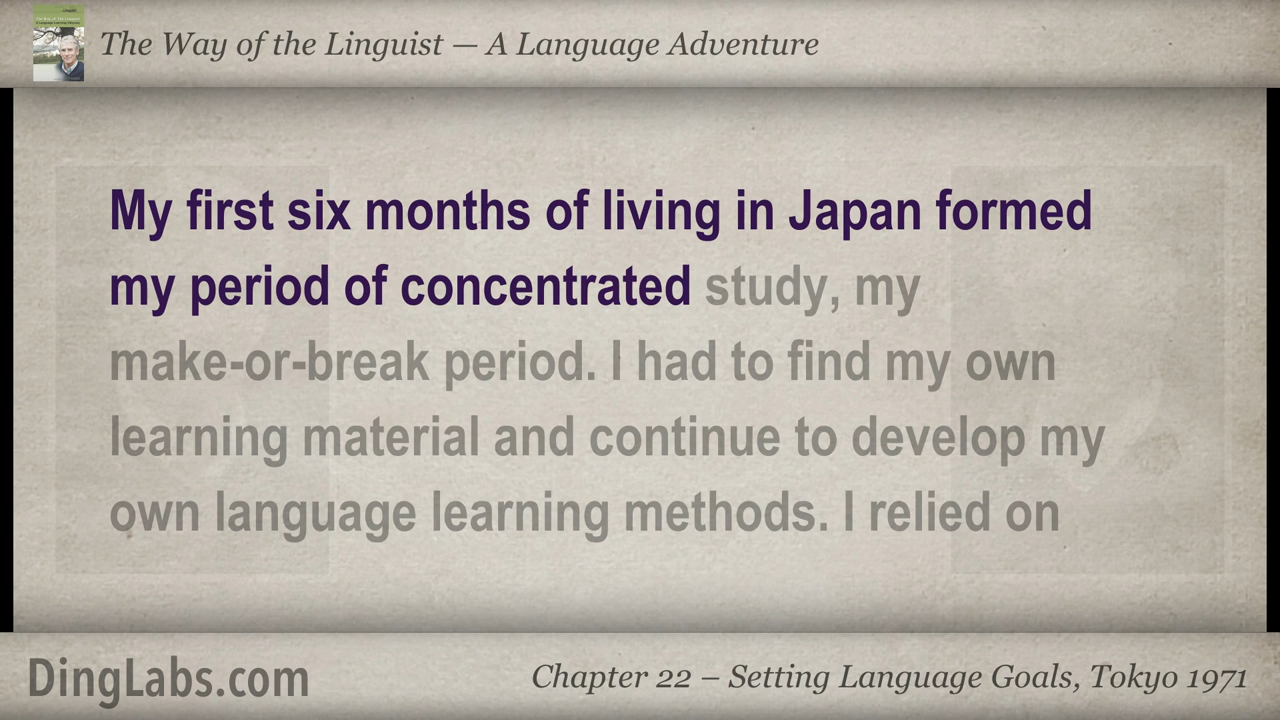 The Way of the Linguist — A Language Adventure
My first six months of living in Japan formed
my period of concentrated study, my
make-or-break period. I had to find my own
learning material and continue to develop my
own language learning methods. I relied on
DingLabs.com
Chapter 22 – Setting Language Goals, Tokyo 1971